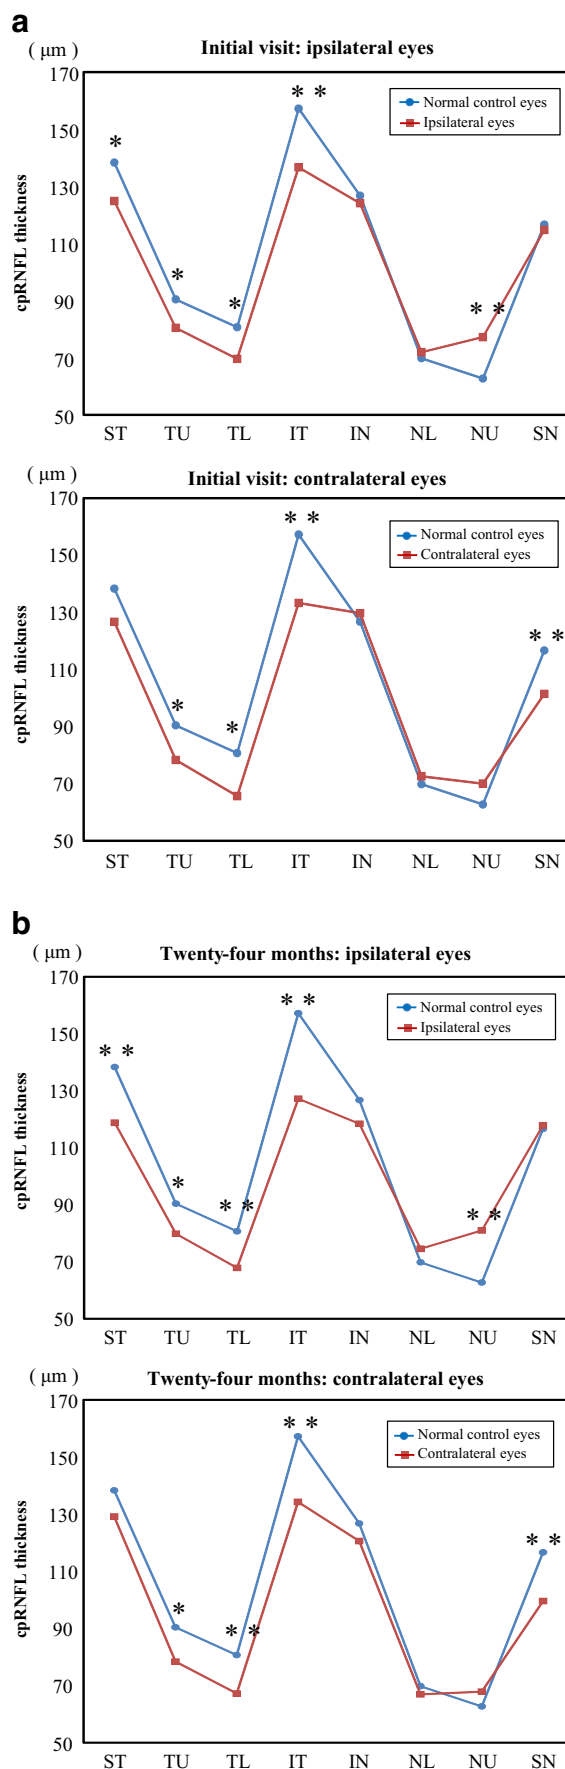 a
( μm )
Initial visit: ipsilateral eyes
170
* *
Normal control eyes
Ipsilateral eyes
150
*
130
cpRNFL thickness
110
*
90
*
* *
70
50
ST TU TL IT IN NL NU SN
( μm )
Initial visit: contralateral eyes
170
* *
Normal control eyes
Contralateral eyes
150
130
* *
cpRNFL thickness
110
90
*
*
70
50
ST TU TL IT IN NL NU SN
b
( μm )
Twenty-four months: ipsilateral eyes
170
* *
Normal control eyes
Ipsilateral eyes
150
* *
130
cpRNFL thickness
110
90
*
* *
* *
70
50
ST TU TL IT IN NL NU SN
( μm )
Twenty-four months: contralateral eyes
170
* *
Normal control eyes
Contralateral eyes
150
130
cpRNFL thickness
* *
110
90
*
* *
70
50
ST TU TL IT IN NL NU SN